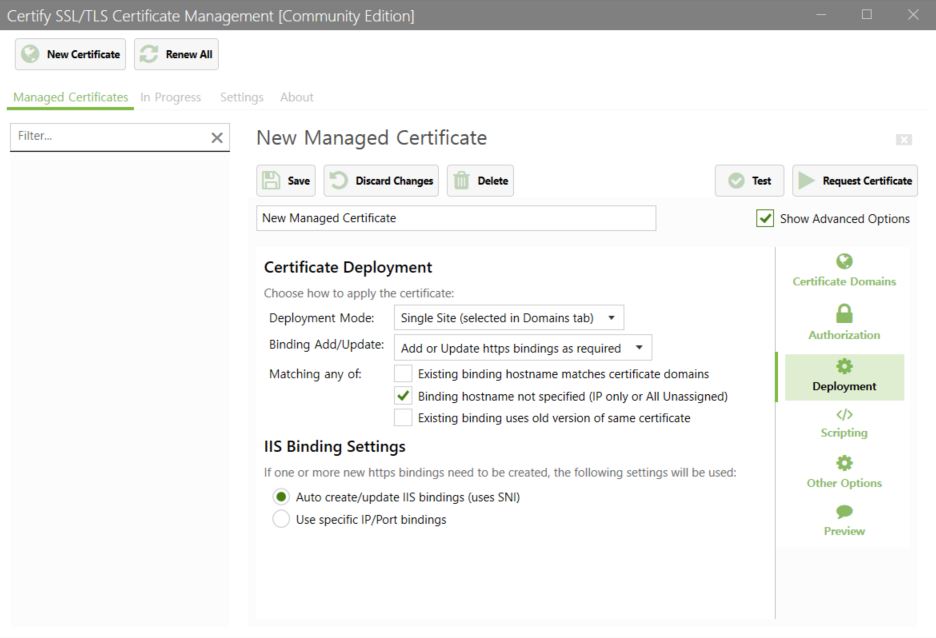 Certify SSL/TLS Certificate Management [Community Edition]
New Certificate
Renew All
Managed Certificates
In Progress
Settings
About
Filter...
New Managed Certificate
Save
Discard Changes
Delete
Test
Request Certificate
New Managed Certificate
Show Advanced Options
Certificate Deployment
Choose how to apply the certificate:
Deployment Mode:
Single Site (selected in Domains tab)
Binding Add/Update:
Add or Update https bindings as required
Matching any of:
Existing binding hostname matches certificate domains
Binding hostname not specified (IP only or All Unassigned)
Existing binding uses old version of same certificate
IIS Binding Settings
If one or more new https bindings need to be created, the following settings will be used:
Auto create/update IIS bindings (uses SNI)
Use specific IP/Port bindings
Certificate Domains
Authorization
Deployment
Scripting
Other Options
Preview